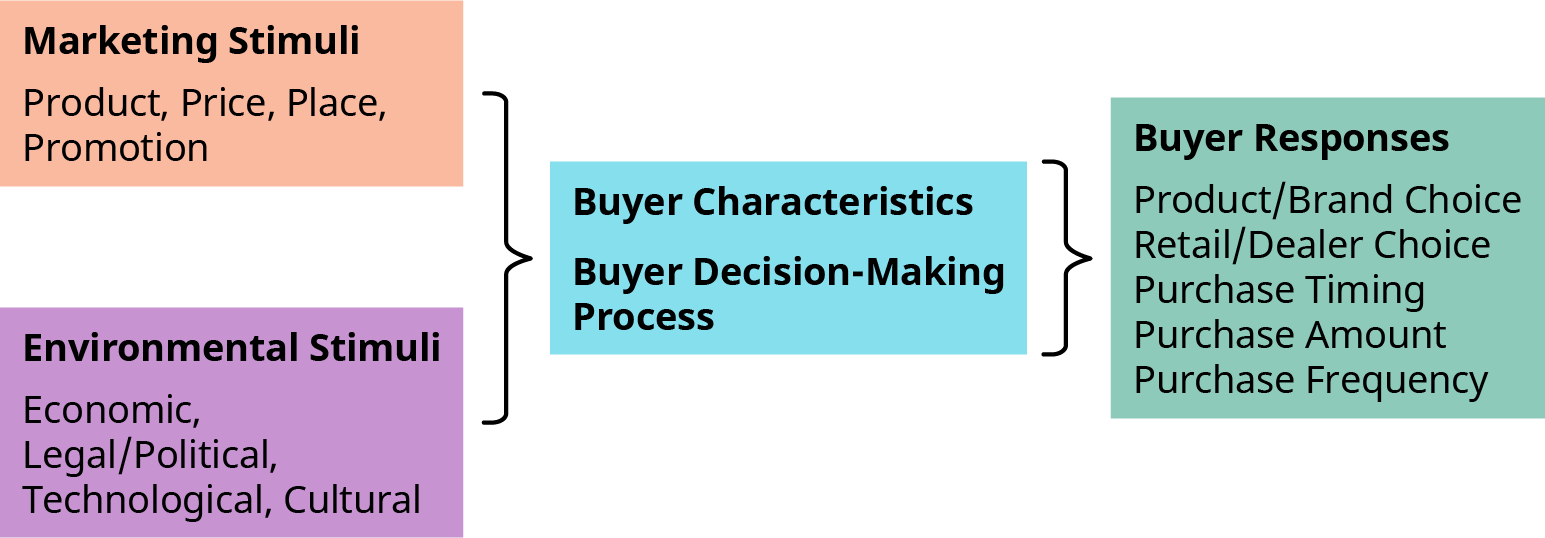 Marketing Stimuli
Product, Price, Place,
Promotion
Environmental Stimuli
Economic,
Legal/Political,
Technological, Cultural
Buyer Characteristics
Buyer Decision-Making
Process
Buyer Responses
Product/Brand Choice
Retail/Dealer Choice
Purchase Timing
Purchase Amount
Purchase Frequency